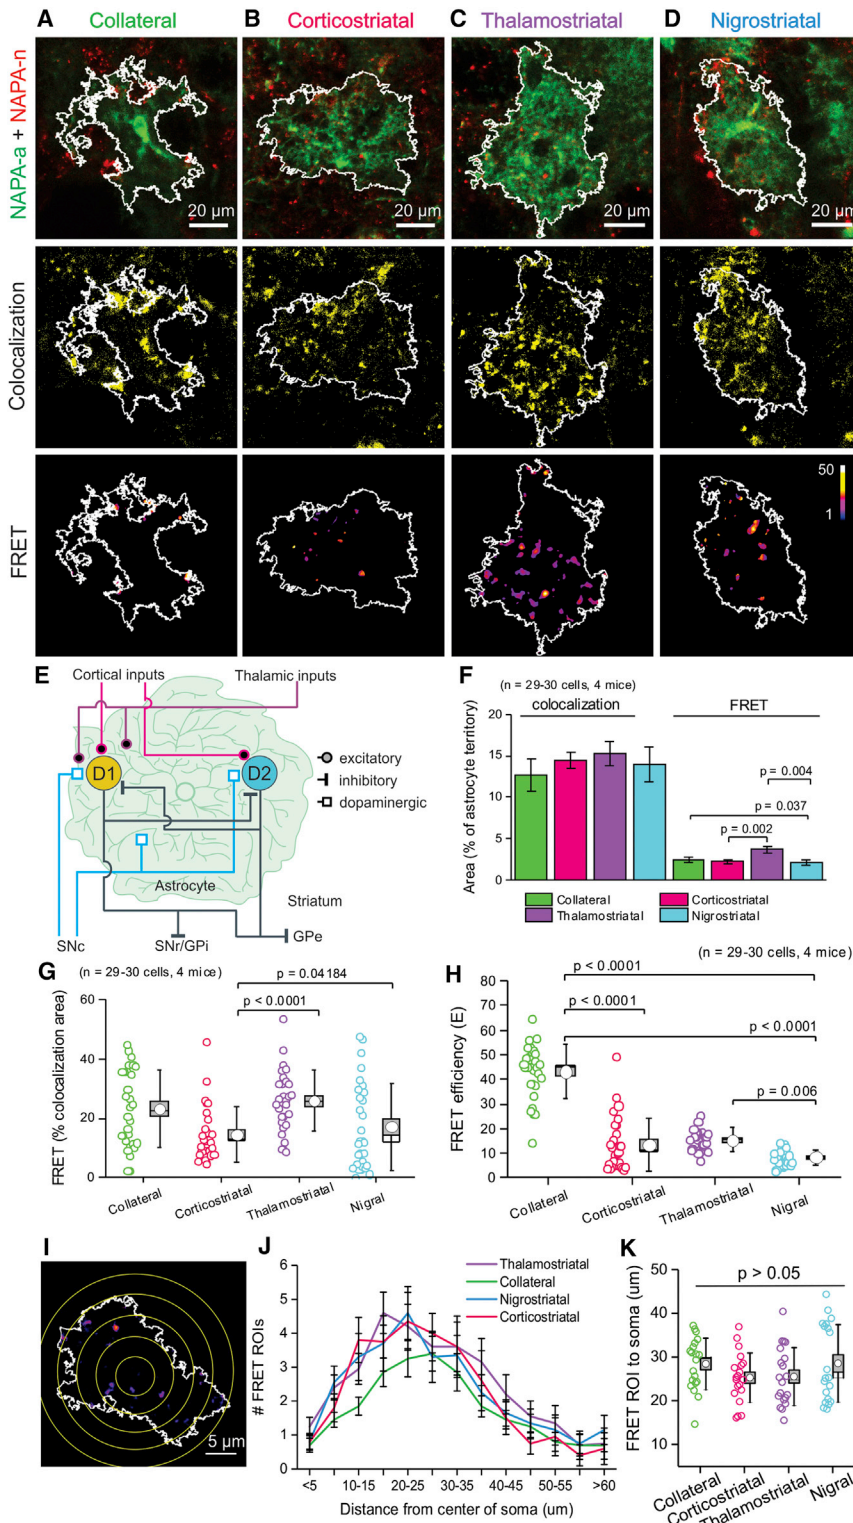 A Collateral
B Corticostriatal
C Thalamostriatal
D Nigrostriatal
NAPA-a + NAPA-n
20 µm
20 µm
20 µm
20 µm
Colocalization
FRET
50
1
E
Cortical inputs
Thalamic inputs
D1
D2
excitatory
inhibitory
dopaminergic
Astrocyte
Striatum
SNc
SNr/GPi
GPe
F
(n = 29-30 cells, 4 mice)
colocalization
FRET
Area (% of astrocyte territory)
20
15
10
5
0
p = 0.004
p = 0.037
p = 0.002
Collateral
Corticostriatal
Thalamostriatal
Nigrostriatal
G
(n = 29-30 cells, 4 mice)
p = 0.04184
p < 0.0001
FRET (% colocalization area)
60
40
20
0
Collateral
Corticostriatal
Thalamostriatal
Nigral
H
(n = 29-30 cells, 4 mice)
p < 0.0001
p < 0.0001
p < 0.0001
p = 0.006
FRET efficiency (E)
80
70
60
50
40
30
20
10
0
Collateral
Corticostriatal
Thalamostriatal
Nigral
I
5 µm
J
# FRET ROIs
6
5
4
3
2
1
0
Thalamostriatal
Collateral
Nigrostriatal
Corticostriatal
<5
10-15
20-25
30-35
40-45
50-55
>60
Distance from center of soma (um)
K
p > 0.05
FRET ROI to soma (um)
50
40
30
20
10
Collateral
Corticostriatal
Thalamostriatal
Nigral